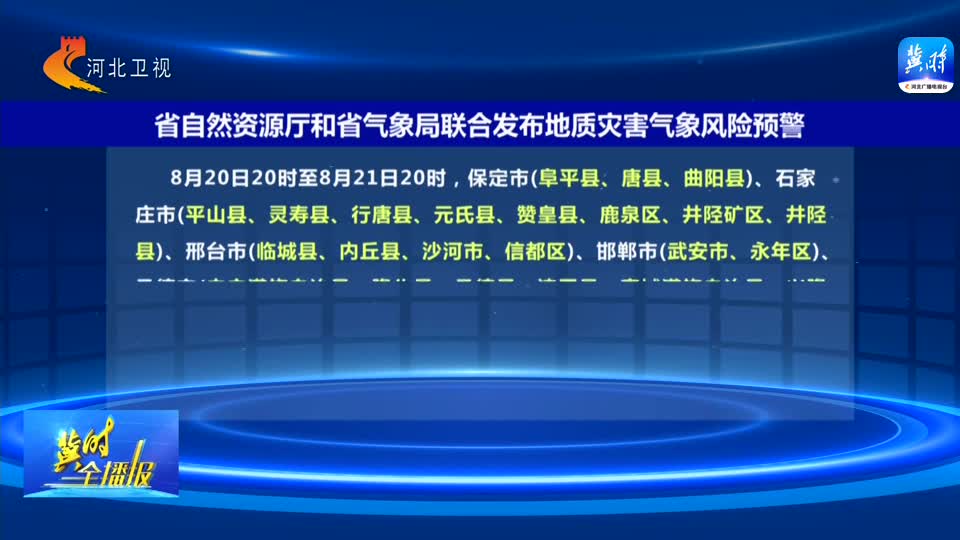 河北卫视
冀时
河北广播电视台
省自然资源厅和省气象局联合发布地质灾害气象风险预警
8月20日20时至8月21日20时，保定市(阜平县、唐县、曲阳县)、石家
庄市(平山县、灵寿县、行唐县、元氏县、赞皇县、鹿泉区、井陉矿区、井陉
县)、邢台市(临城县、内丘县、沙河市、信都区)、邯郸市(武安市、永年区)、
冀时
全播报